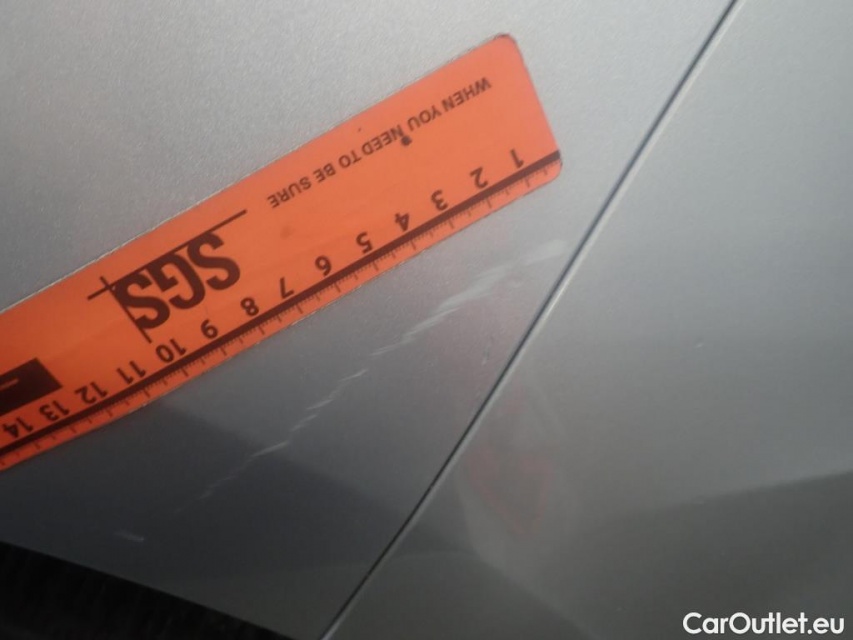 WHEN YOU NEED TO BE SURE
SGS
1 2 3 4 5 6 7 8 9 10 11 12 13 14
CarOutlet.eu